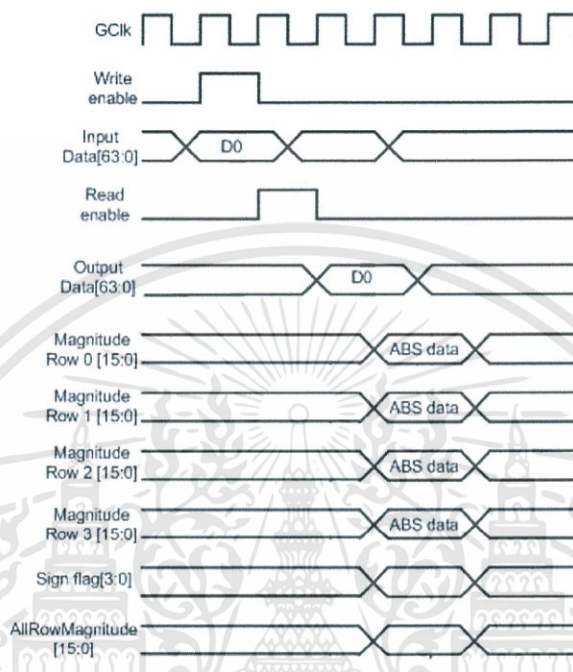 GClk
Write
enable
Input
Data[63:0]
D0
Read
enable
Output
Data[63:0]
D0
Magnitude
Row 0 [15:0]
ABS data
Magnitude
Row 1 [15:0]
ABS data
Magnitude
Row 2 [15:0]
ABS data
Magnitude
Row 3 [15:0]
ABS data
Sign flag[3:0]
AllRowMagnitude
[15:0]